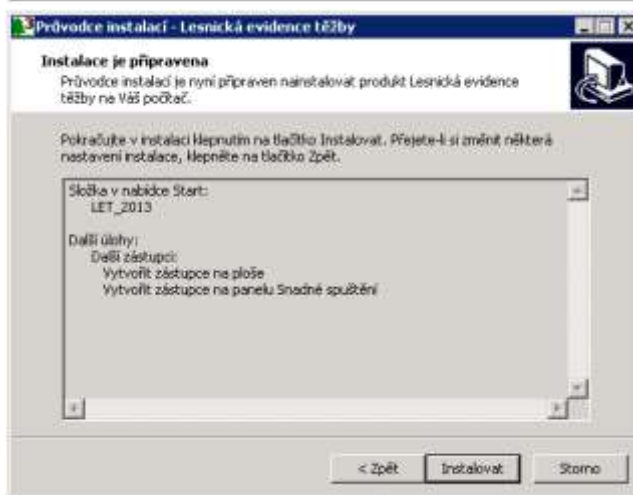 Průvodce instalací - Lesnická evidence těžby
Instalace je připravena
Průvodce instalací je nyní připraven nainstalovat produkt Lesnická evidence
těžby na Váš počítač.
Pokračujte v instalaci klepnutím na tlačítko Instalovat. Přejete-li si změnit některá
nastavení instalace, klepněte na tlačítko Zpět.
Složka v nabídce Start:
LET_2013
Další úlohy:
Další zástupci:
Vytvořit zástupce na ploše
Vytvořit zástupce na panelu Snadné spuštění
< Zpět
Instalovat
Storno